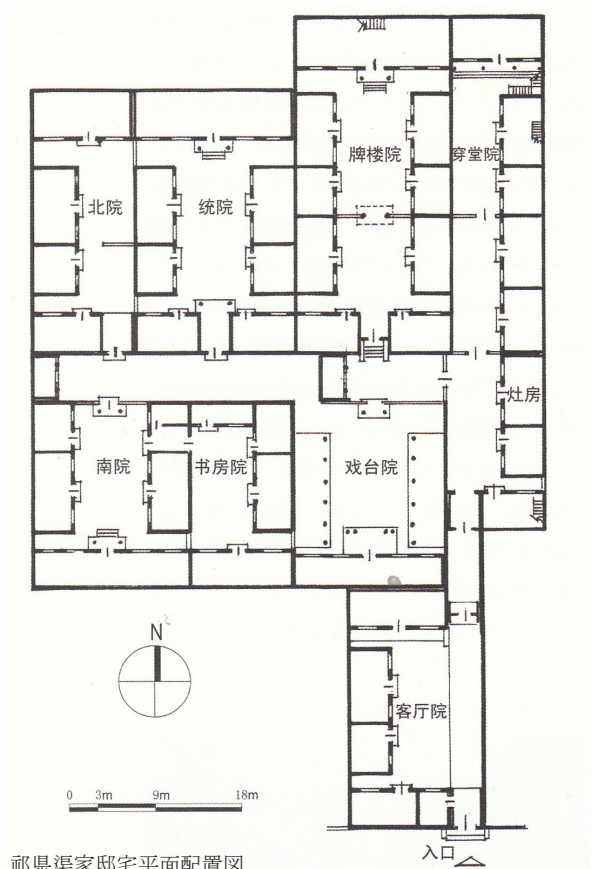 牌楼院
穿堂院
北院
统院
灶房
南院
书房院
戏台院
N
客厅院
0 3m 9m 18m
入口
祁県渠家邸宅平面配置図